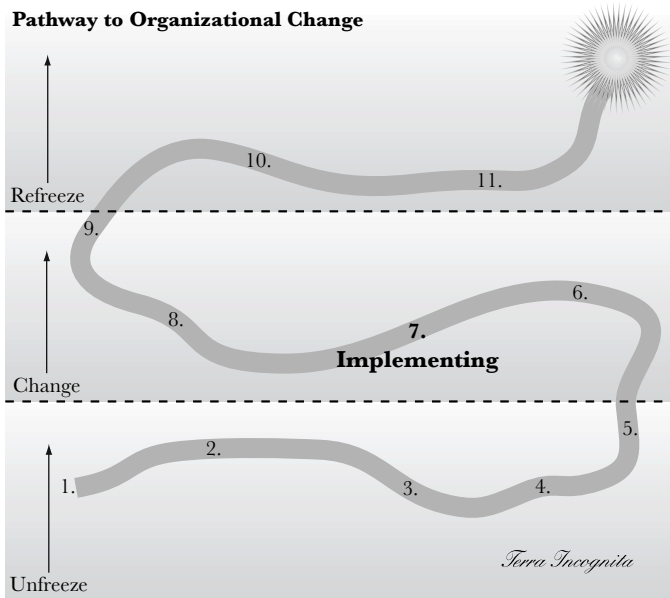 Pathway to Organizational Change
10.
11.
Refreeze
9.
6.
8.
7.
Implementing
Change
5.
2.
1.
3.
4.
Terra Incognita
Unfreeze